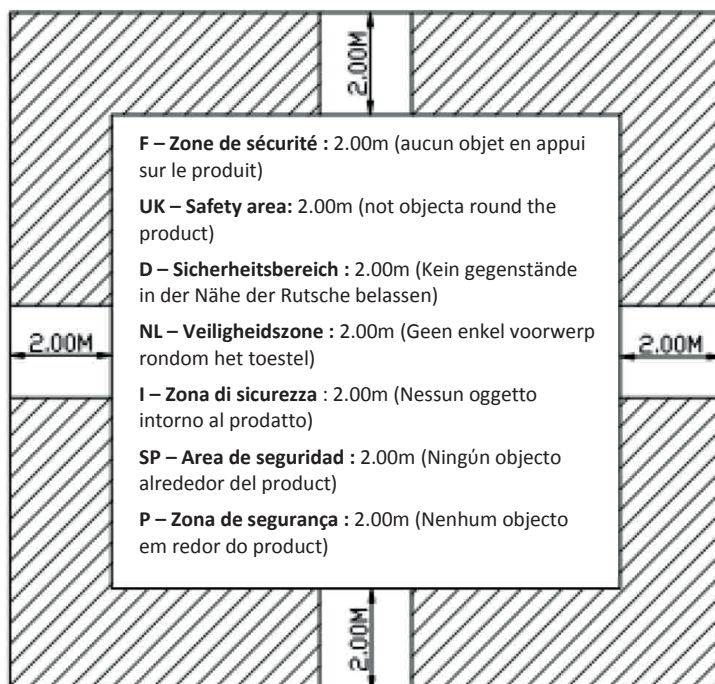 2.00M
F – Zone de sécurité : 2.00m (aucun objet en appui
sur le produit)
UK – Safety area: 2.00m (not objecta round the
product)
D – Sicherheitsbereich : 2.00m (Kein gegenstände
in der Nähe der Rutsche belassen)
NL – Veiligheidszone : 2.00m (Geen enkel voorwerp
rondom het toestel)
2.00M
2.00M
I – Zona di sicurezza : 2.00m (Nessun oggetto
intorno al prodatto)
SP – Area de seguridad : 2.00m (Ningún objecto
alrededor del product)
P – Zona de segurança : 2.00m (Nenhum objecto
em redor do product)
2.00M